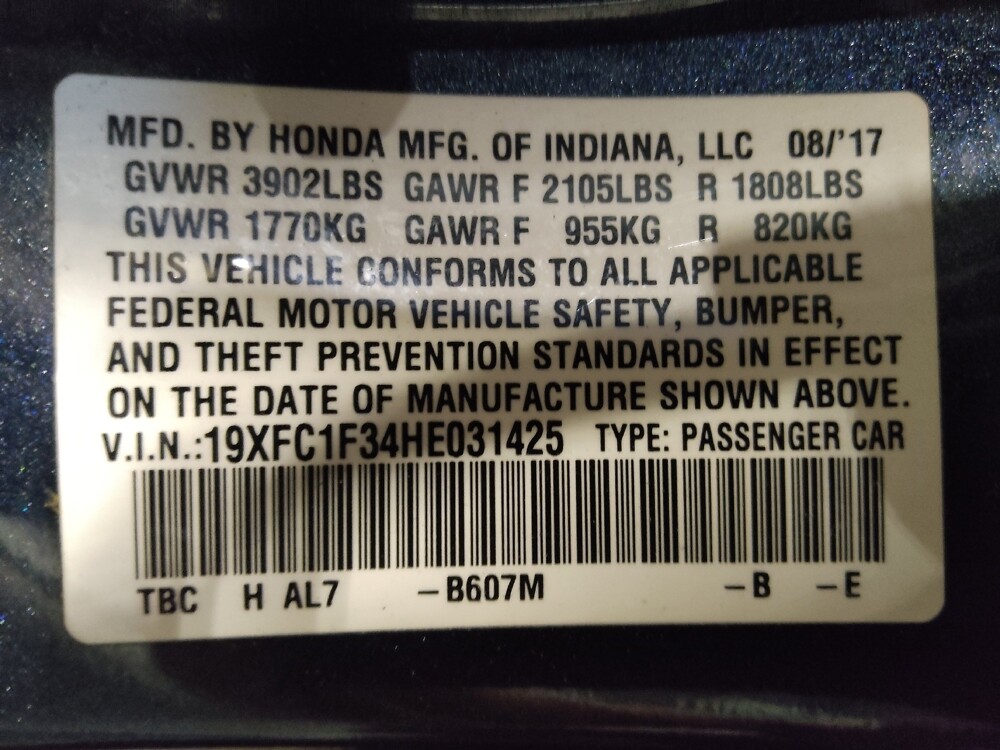 MFD. BY HONDA MFG. OF INDIANA, LLC 08/'17
GVWR 3902LBS GAWR F 2105LBS R 1808LBS
GVWR 1770KG GAWR F 955KG R 820KG
THIS VEHICLE CONFORMS TO ALL APPLICABLE
FEDERAL MOTOR VEHICLE SAFETY, BUMPER,
AND THEFT PREVENTION STANDARDS IN EFFECT
ON THE DATE OF MANUFACTURE SHOWN ABOVE.
V.I.N.:19XFC1F34HE031425 TYPE: PASSENGER CAR
TBC H AL7 -B607M -B -E